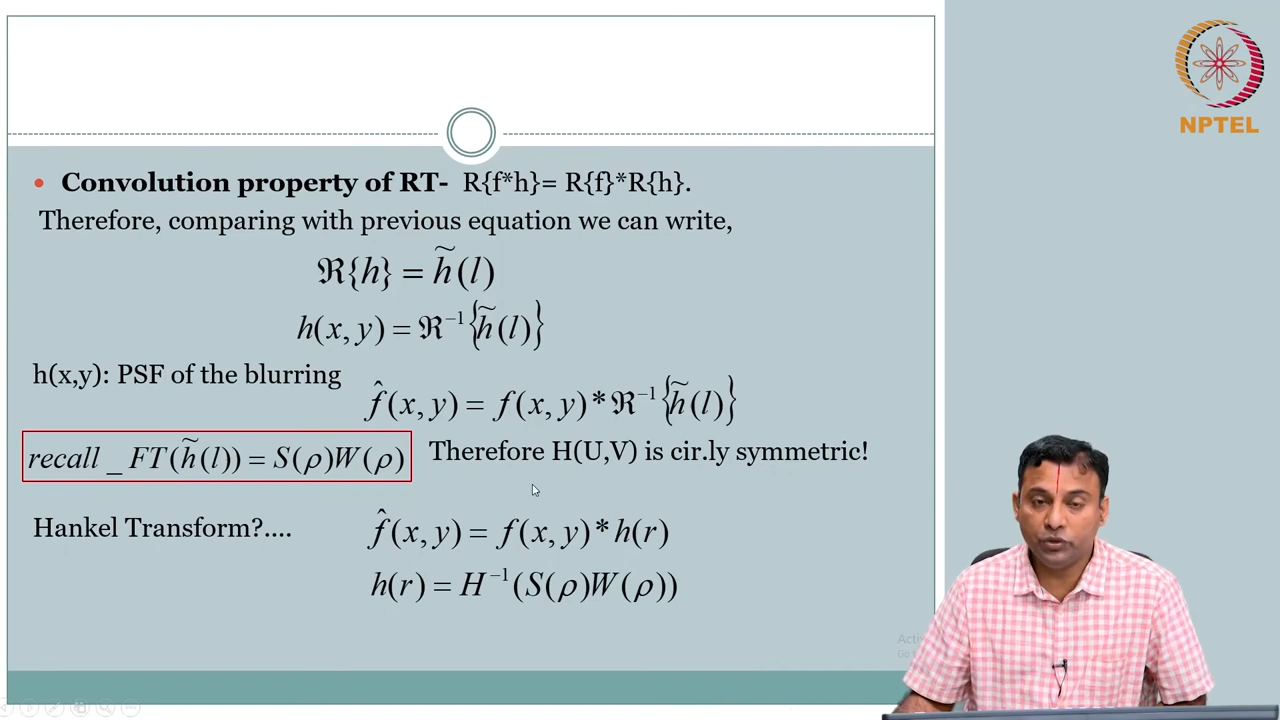 • Convolution property of RT- R{f*h}= R{f}*R{h}.
Therefore, comparing with previous equation we can write,
ℜ{h} = h̃(l)
h(x, y) = ℜ⁻¹{h̃(l)}
h(x,y): PSF of the blurring
f̂(x, y) = f(x, y) * ℜ⁻¹{h̃(l)}
recall _ FT(h̃(l)) = S(ρ)W(ρ)
Therefore H(U,V) is cir.ly symmetric!
Hankel Transform?....
f̂(x, y) = f(x, y) * h(r)
h(r) = H⁻¹(S(ρ)W(ρ))
NPTEL